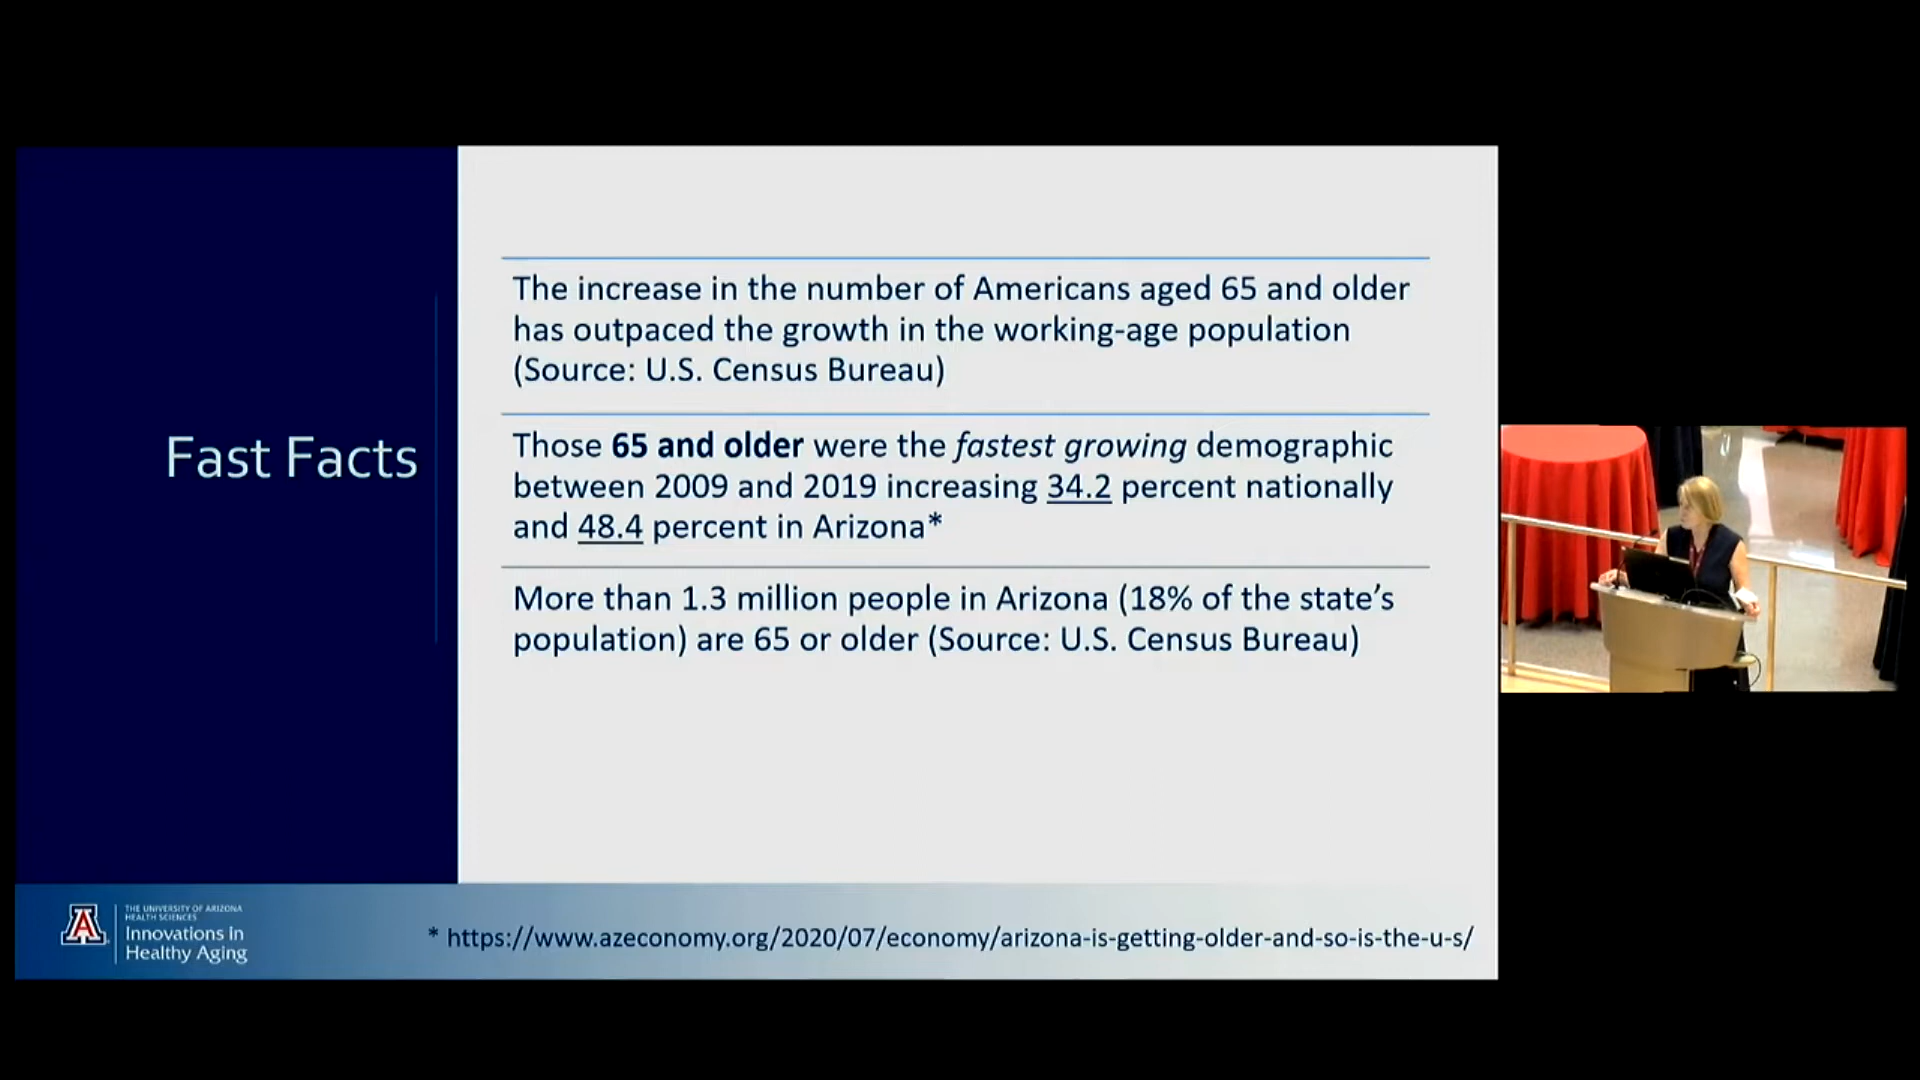 Fast Facts
The increase in the number of Americans aged 65 and older
has outpaced the growth in the working-age population
(Source: U.S. Census Bureau)
Those 65 and older were the fastest growing demographic
between 2009 and 2019 increasing 34.2 percent nationally
and 48.4 percent in Arizona*
More than 1.3 million people in Arizona (18% of the state’s
population) are 65 or older (Source: U.S. Census Bureau)
A
THE UNIVERSITY OF ARIZONA
HEALTH SCIENCES
Innovations in
Healthy Aging
* https://www.azeconomy.org/2020/07/economy/arizona-is-getting-older-and-so-is-the-u-s/